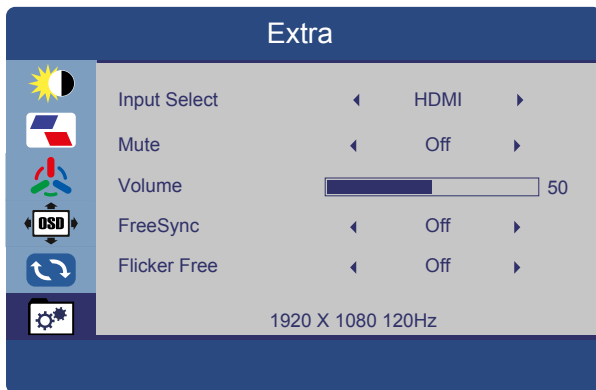 Extra
Input Select HDMI
Mute Off
Volume 50
OSD FreeSync Off
Flicker Free Off
1920 X 1080 120Hz